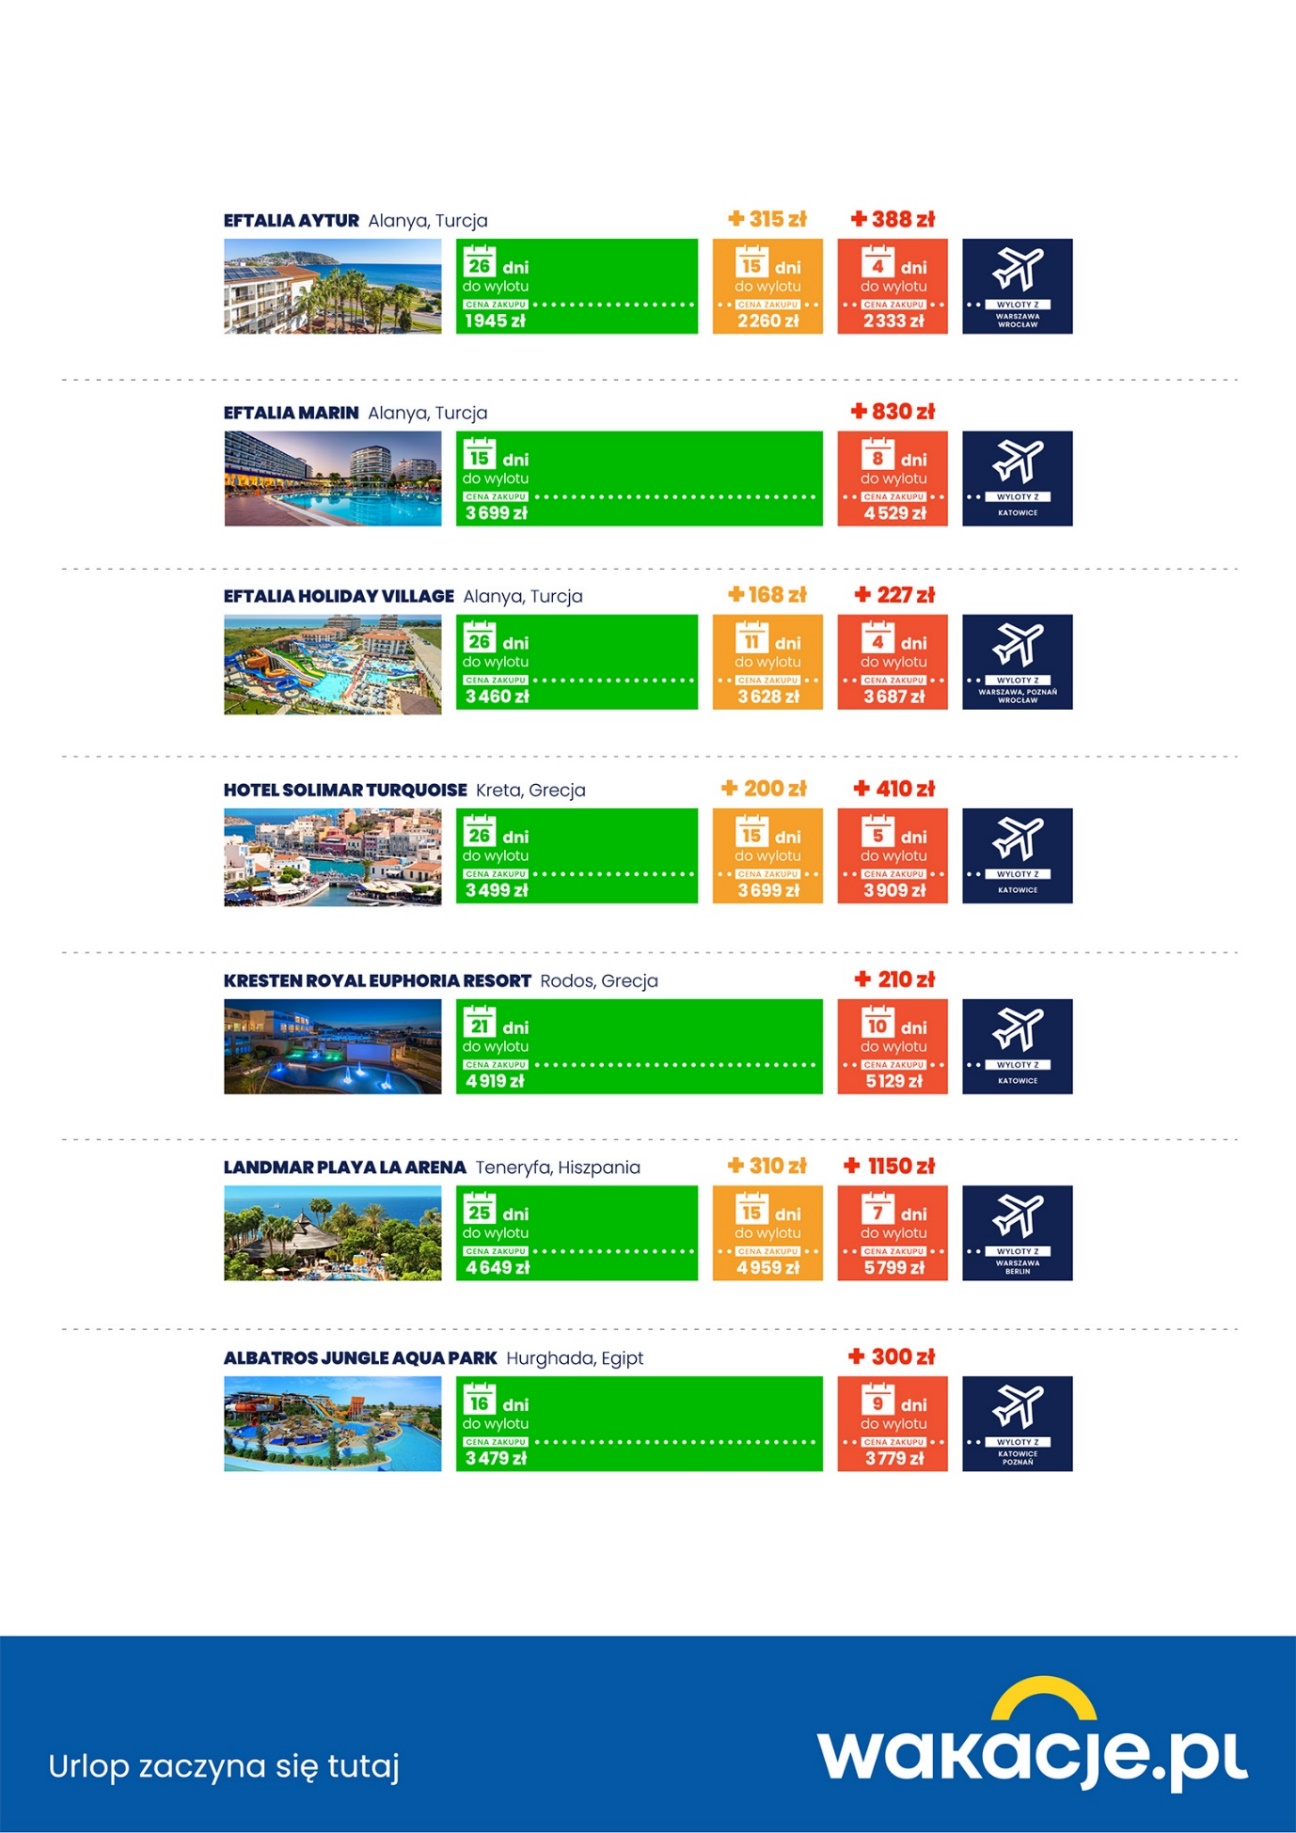 EFTALIA AYTUR Alanya, Turcja
+ 315 zł
+ 388 zł
26 dni
do wylotu
CENA ZAKUPU
1945 zł
15 dni
do wylotu
CENA ZAKUPU
2260 zł
4 dni
do wylotu
CENA ZAKUPU
2333 zł
WYLOTY Z
WARSZAWA
WROCŁAW
EFTALIA MARIN Alanya, Turcja
+ 830 zł
15 dni
do wylotu
CENA ZAKUPU
3699 zł
8 dni
do wylotu
CENA ZAKUPU
4529 zł
WYLOTY Z
KATOWICE
EFTALIA HOLIDAY VILLAGE Alanya, Turcja
+ 168 zł
+ 227 zł
26 dni
do wylotu
CENA ZAKUPU
3460 zł
11 dni
do wylotu
CENA ZAKUPU
3628 zł
4 dni
do wylotu
CENA ZAKUPU
3687 zł
WYLOTY Z
WARSZAWA, POZNAŃ
WROCŁAW
HOTEL SOLIMAR TURQUOISE Kreta, Grecja
+ 200 zł
+ 410 zł
26 dni
do wylotu
CENA ZAKUPU
3499 zł
15 dni
do wylotu
CENA ZAKUPU
3699 zł
5 dni
do wylotu
CENA ZAKUPU
3909 zł
WYLOTY Z
KATOWICE
KRESTEN ROYAL EUPHORIA RESORT Rodos, Grecja
+ 210 zł
21 dni
do wylotu
CENA ZAKUPU
4919 zł
10 dni
do wylotu
CENA ZAKUPU
5129 zł
WYLOTY Z
KATOWICE
LANDMAR PLAYA LA ARENA Teneryfa, Hiszpania
+ 310 zł
+ 1150 zł
25 dni
do wylotu
CENA ZAKUPU
4649 zł
15 dni
do wylotu
CENA ZAKUPU
4959 zł
7 dni
do wylotu
CENA ZAKUPU
5799 zł
WYLOTY Z
WARSZAWA
BERLIN
ALBATROS JUNGLE AQUA PARK Hurghada, Egipt
+ 300 zł
16 dni
do wylotu
CENA ZAKUPU
3479 zł
9 dni
do wylotu
CENA ZAKUPU
3779 zł
WYLOTY Z
KATOWICE
POZNAŃ
Urlop zaczyna się tutaj
wakacje.pl